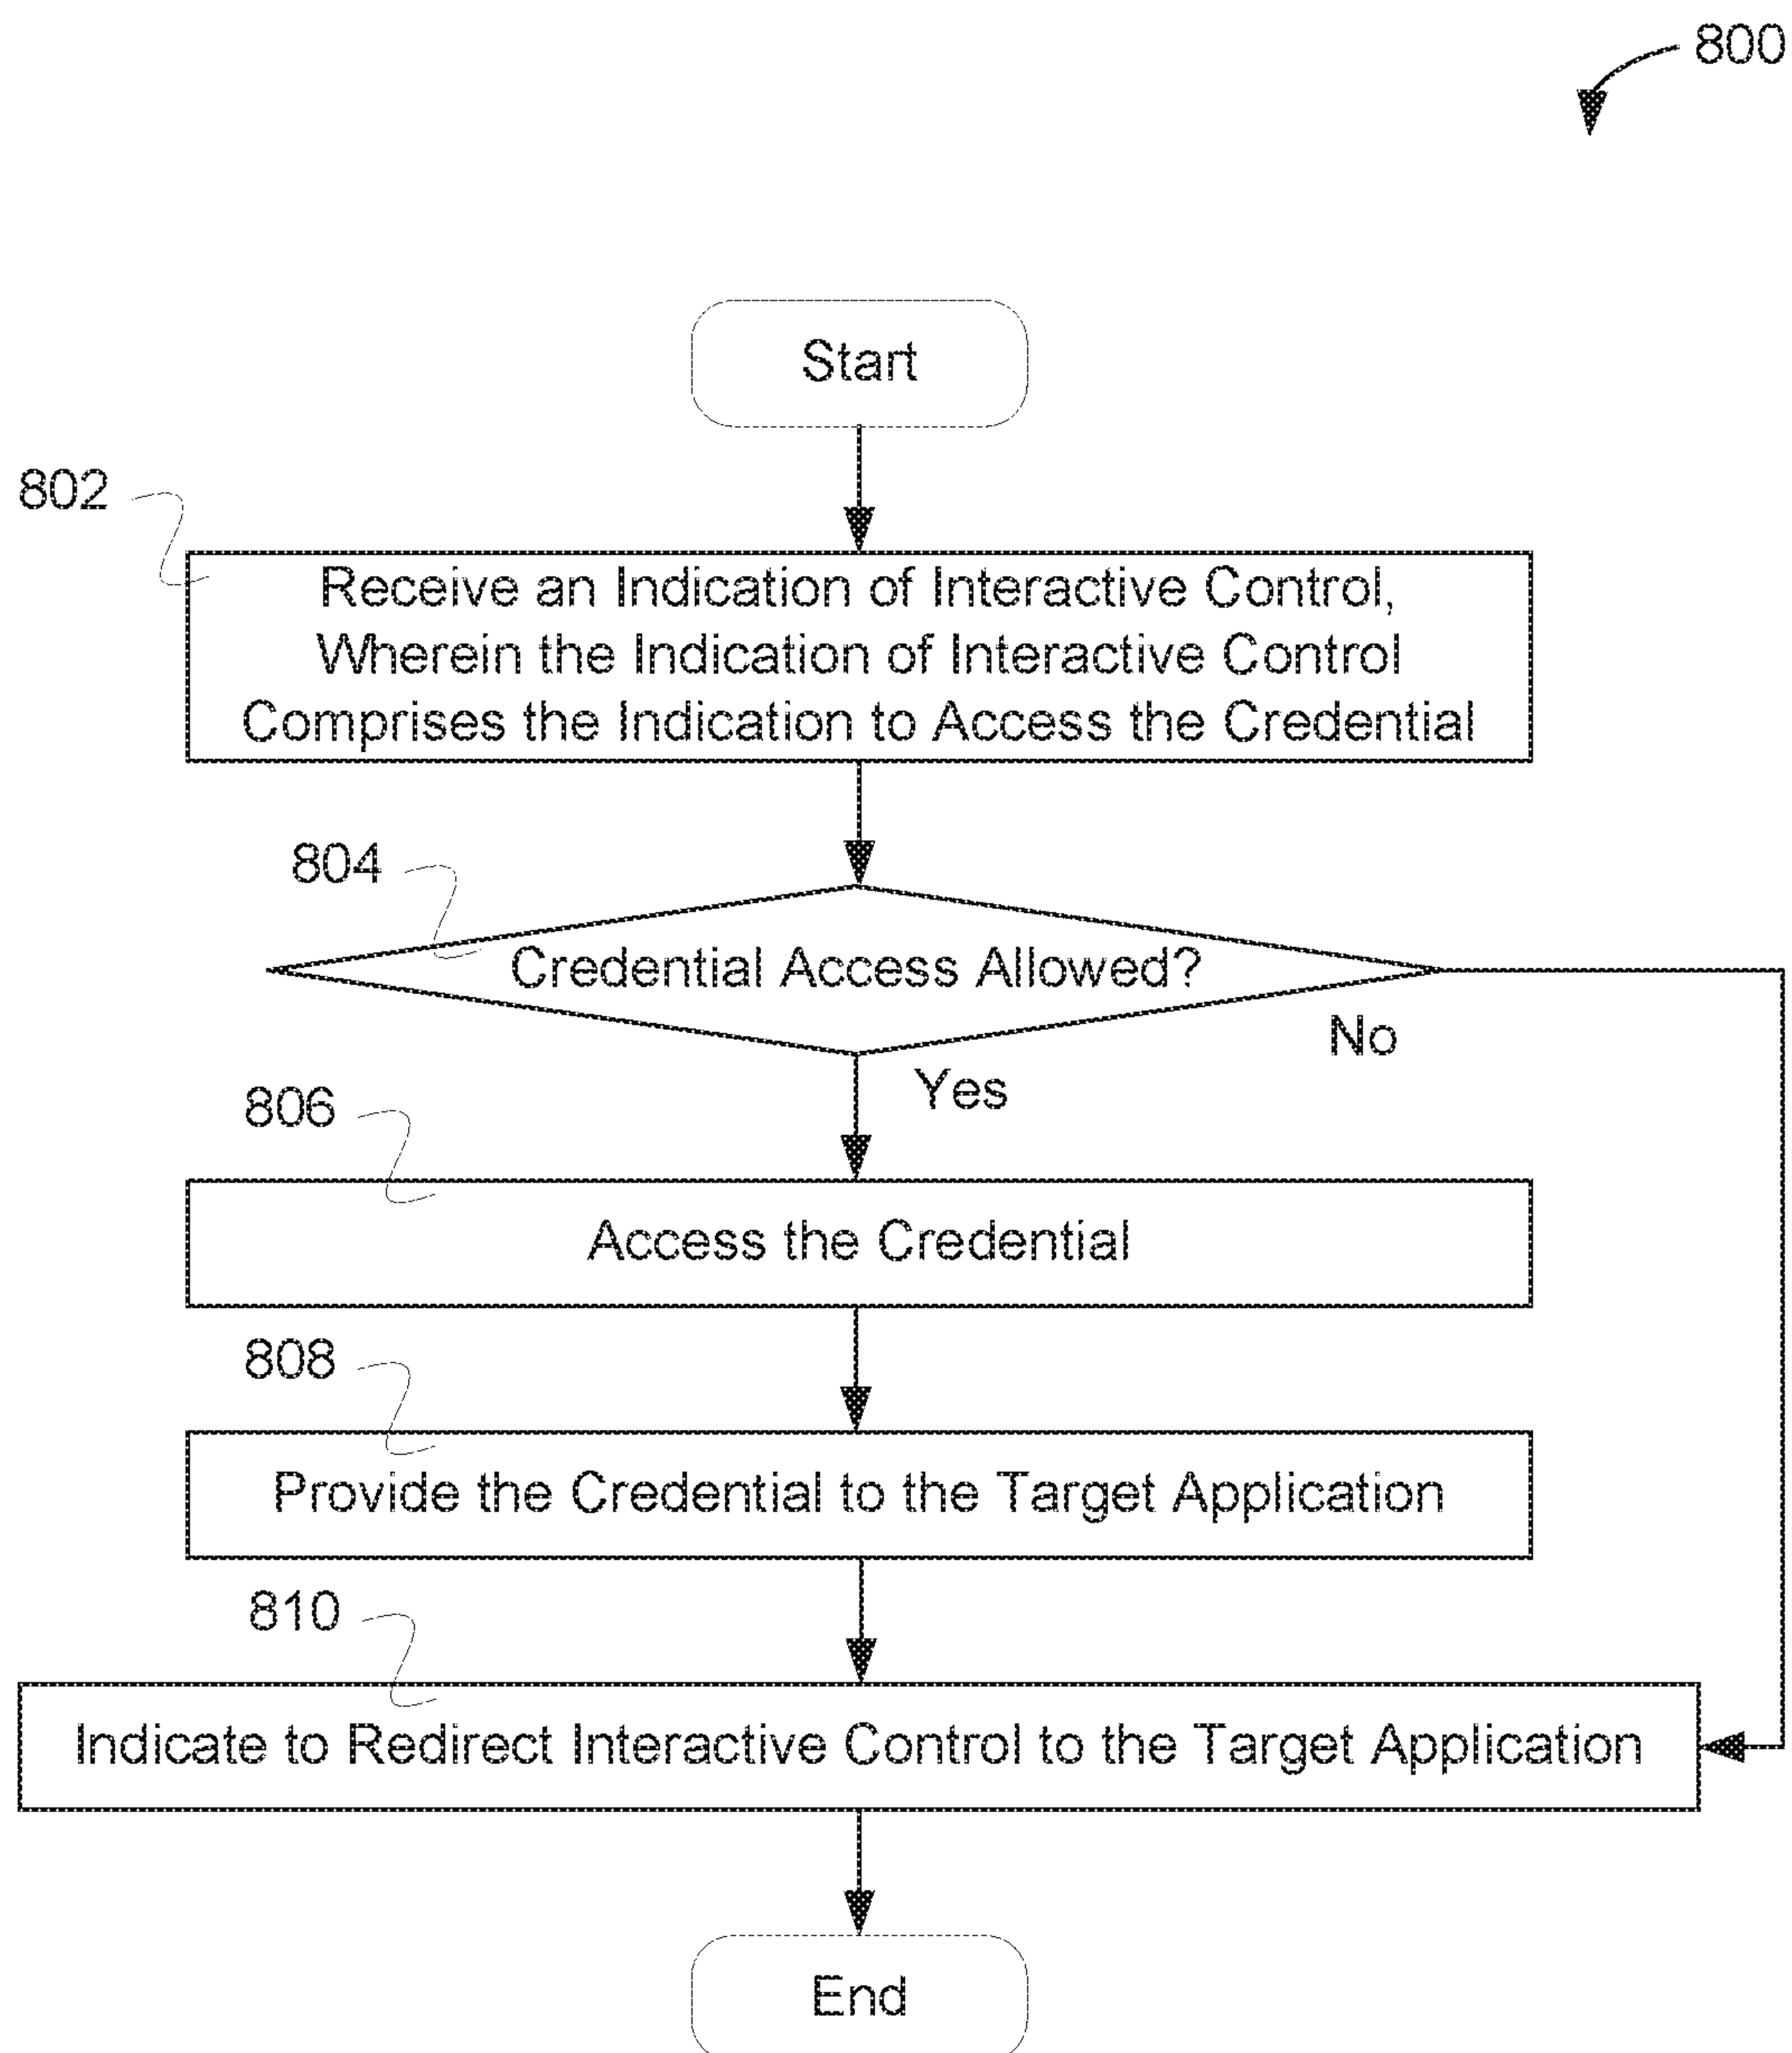 800
Start
802
Receive an Indication of Interactive Control,
Wherein the Indication of Interactive Control
Comprises the Indication to Access the Credential
804
Credential Access Allowed?
No
Yes
806
Access the Credential
808
Provide the Credential to the Target Application
810
Indicate to Redirect Interactive Control to the Target Application
End